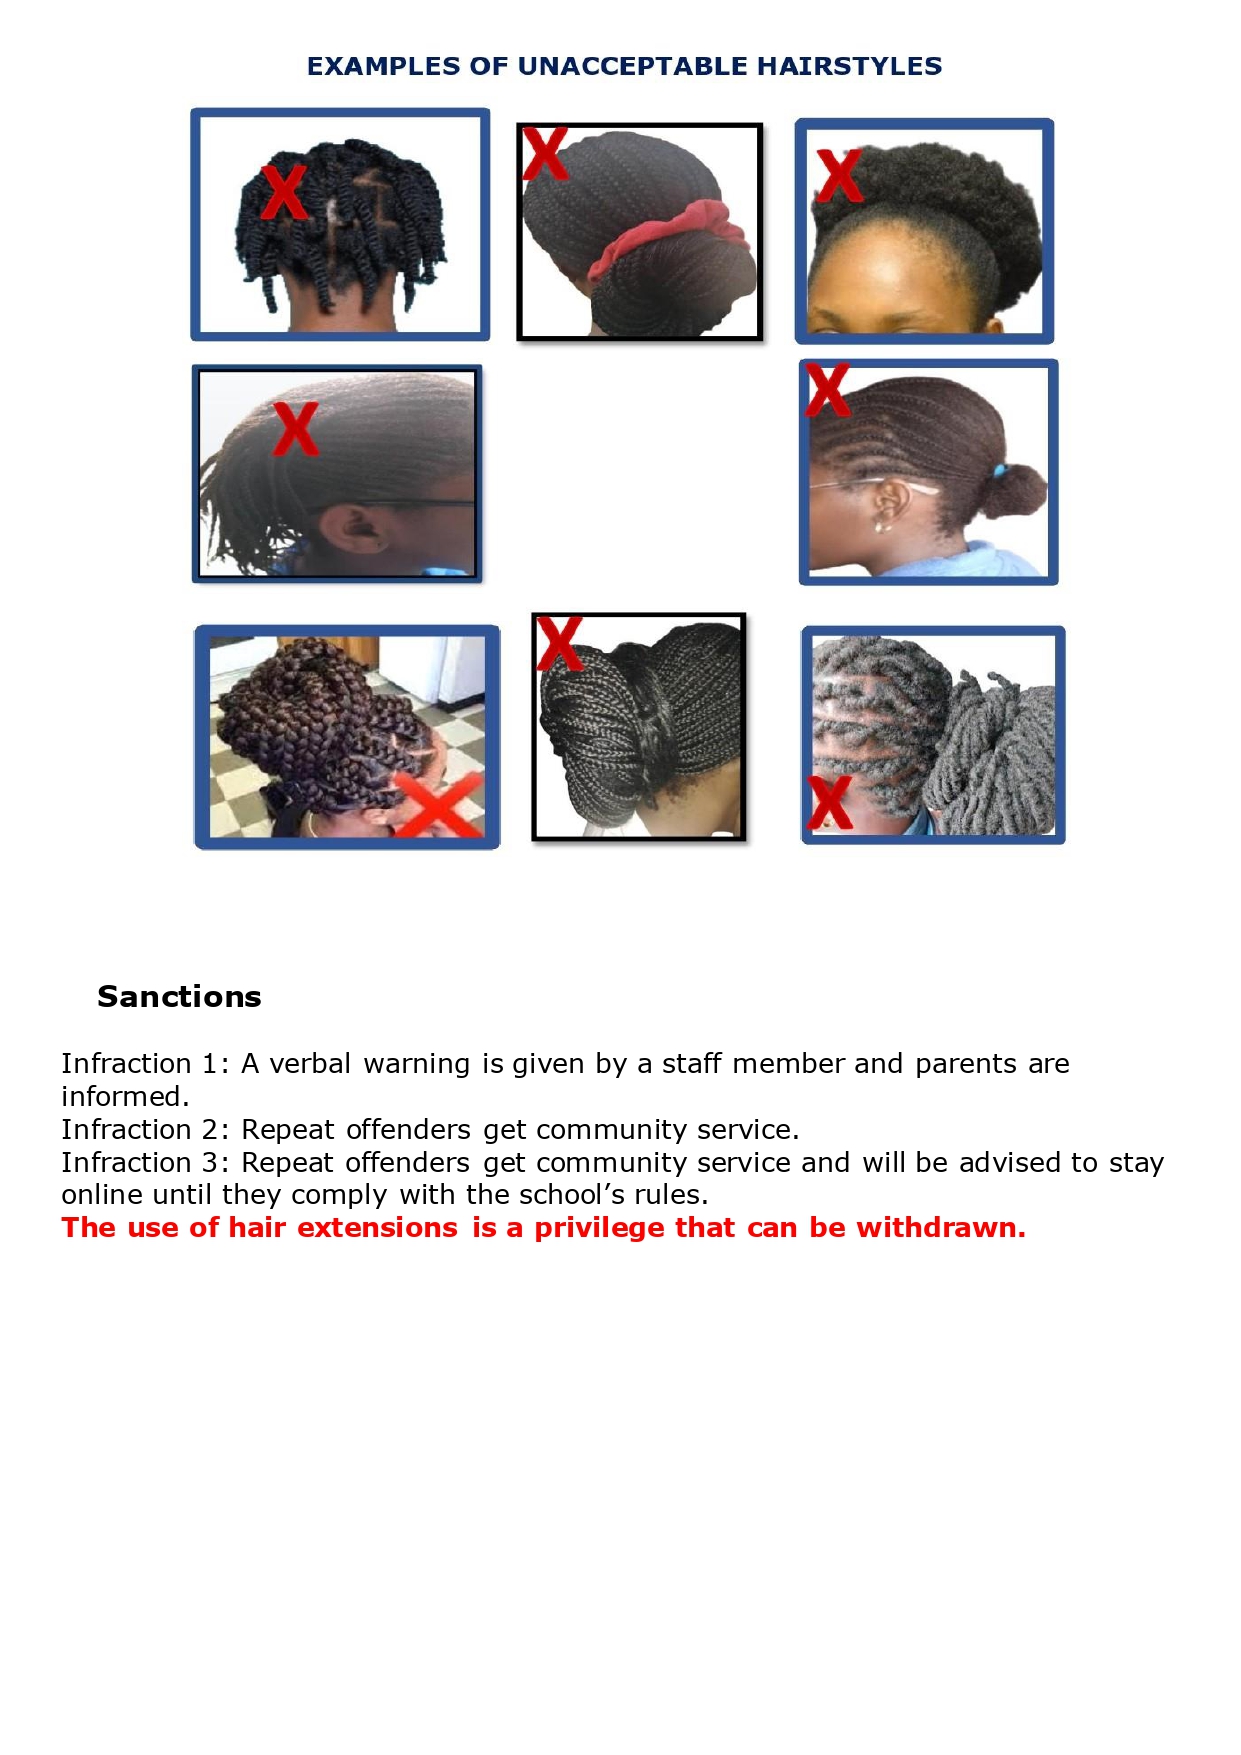 EXAMPLES OF UNACCEPTABLE HAIRSTYLES
X
X
X
X
X
X
X
X
Sanctions
Infraction 1: A verbal warning is given by a staff member and parents are
informed.
Infraction 2: Repeat offenders get community service.
Infraction 3: Repeat offenders get community service and will be advised to stay
online until they comply with the school’s rules.
The use of hair extensions is a privilege that can be withdrawn.